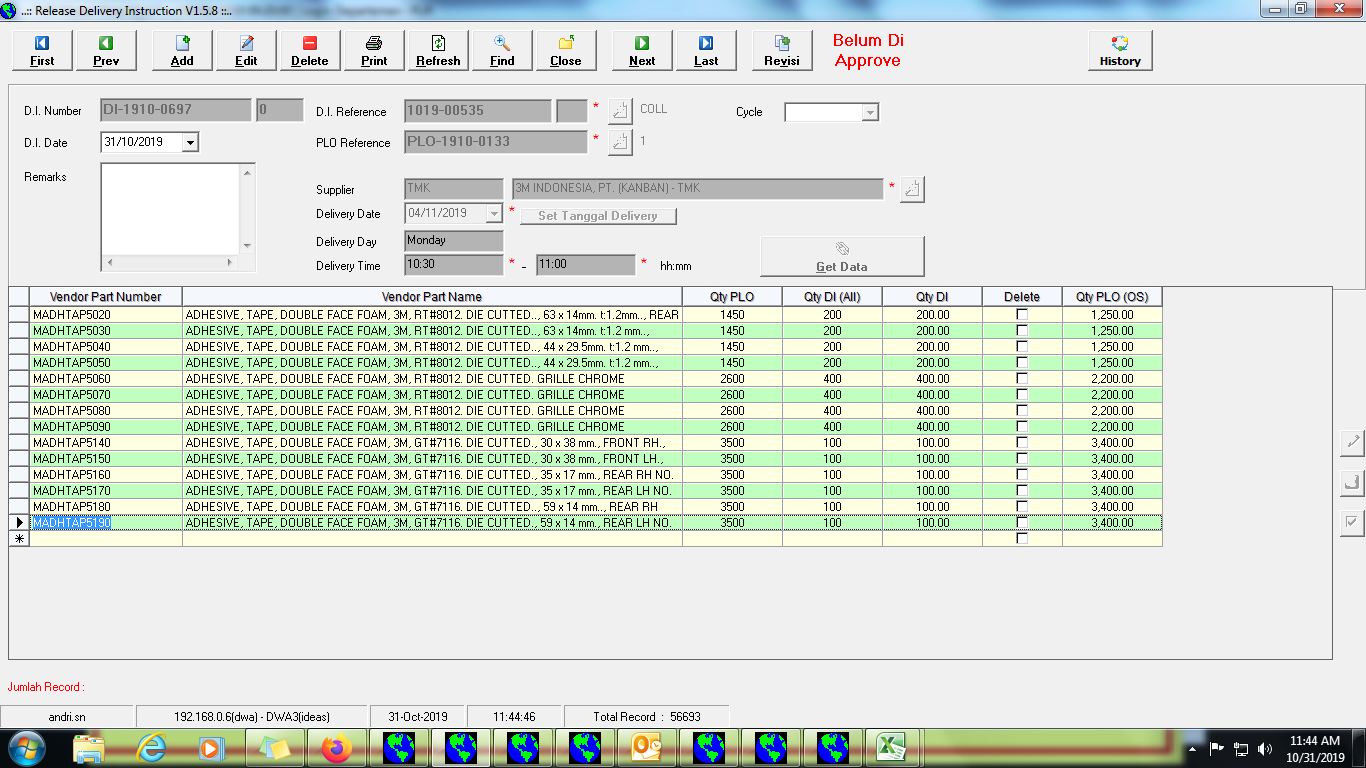 ..:: Release Delivery Instruction V1.5.8 ::..
First Prev Add Edit Delete Print Refresh Find Close Next Last Revisi Belum Di Approve History
D.I. Number DI-1910-0697 0 D.I. Reference 1019-00535 * COLL Cycle
D.I. Date 31/10/2019 PLO Reference PLO-1910-0133 * 1
Remarks
Supplier TMK 3M INDONESIA, PT. (KANBAN) - TMK *
Delivery Date 04/11/2019 * Set Tanggal Delivery
Delivery Day Monday
Delivery Time 10:30 * - 11:00 * hh:mm Get Data
Vendor Part Number Vendor Part Name Qty PLO Qty DI (All) Qty DI Delete Qty PLO (OS)
MADHTAP5020 ADHESIVE, TAPE, DOUBLE FACE FOAM, 3M, RT#8012. DIE CUTTED.., 63 x 14mm. t:1.2mm.., REAR 1450 200 200.00 1,250.00
MADHTAP5030 ADHESIVE, TAPE, DOUBLE FACE FOAM, 3M, RT#8012. DIE CUTTED.., 63 x 14mm. t:1.2 mm.., 1450 200 200.00 1,250.00
MADHTAP5040 ADHESIVE, TAPE, DOUBLE FACE FOAM, 3M, RT#8012. DIE CUTTED.., 44 x 29.5mm. t:1.2 mm.., 1450 200 200.00 1,250.00
MADHTAP5050 ADHESIVE, TAPE, DOUBLE FACE FOAM, 3M, RT#8012. DIE CUTTED.., 44 x 29.5mm. t:1.2 mm.., 1450 200 200.00 1,250.00
MADHTAP5060 ADHESIVE, TAPE, DOUBLE FACE FOAM, 3M, RT#8012. DIE CUTTED. GRILLE CHROME 2600 400 400.00 2,200.00
MADHTAP5070 ADHESIVE, TAPE, DOUBLE FACE FOAM, 3M, RT#8012. DIE CUTTED. GRILLE CHROME 2600 400 400.00 2,200.00
MADHTAP5080 ADHESIVE, TAPE, DOUBLE FACE FOAM, 3M, RT#8012. DIE CUTTED. GRILLE CHROME 2600 400 400.00 2,200.00
MADHTAP5090 ADHESIVE, TAPE, DOUBLE FACE FOAM, 3M, RT#8012. DIE CUTTED. GRILLE CHROME 2600 400 400.00 2,200.00
MADHTAP5140 ADHESIVE, TAPE, DOUBLE FACE FOAM, 3M, GT#7116. DIE CUTTED.., 30 x 38 mm., FRONT RH., 3500 100 100.00 3,400.00
MADHTAP5150 ADHESIVE, TAPE, DOUBLE FACE FOAM, 3M, GT#7116. DIE CUTTED.., 30 x 38 mm., FRONT LH., 3500 100 100.00 3,400.00
MADHTAP5160 ADHESIVE, TAPE, DOUBLE FACE FOAM, 3M, GT#7116. DIE CUTTED.., 35 x 17 mm., REAR RH NO. 3500 100 100.00 3,400.00
MADHTAP5170 ADHESIVE, TAPE, DOUBLE FACE FOAM, 3M, GT#7116. DIE CUTTED.., 35 x 17 mm., REAR LH NO. 3500 100 100.00 3,400.00
MADHTAP5180 ADHESIVE, TAPE, DOUBLE FACE FOAM, 3M, GT#7116. DIE CUTTED.., 59 x 14 mm., REAR RH 3500 100 100.00 3,400.00
MADHTAP5190 ADHESIVE, TAPE, DOUBLE FACE FOAM, 3M, GT#7116. DIE CUTTED.., 59 x 14 mm., REAR LH NO. 3500 100 100.00 3,400.00
Jumlah Record :
andri.sn 192.168.0.6(dwa) - DWA3(ideas) 31-Oct-2019 11:44:46 Total Record : 56693
11:44 AM
10/31/2019